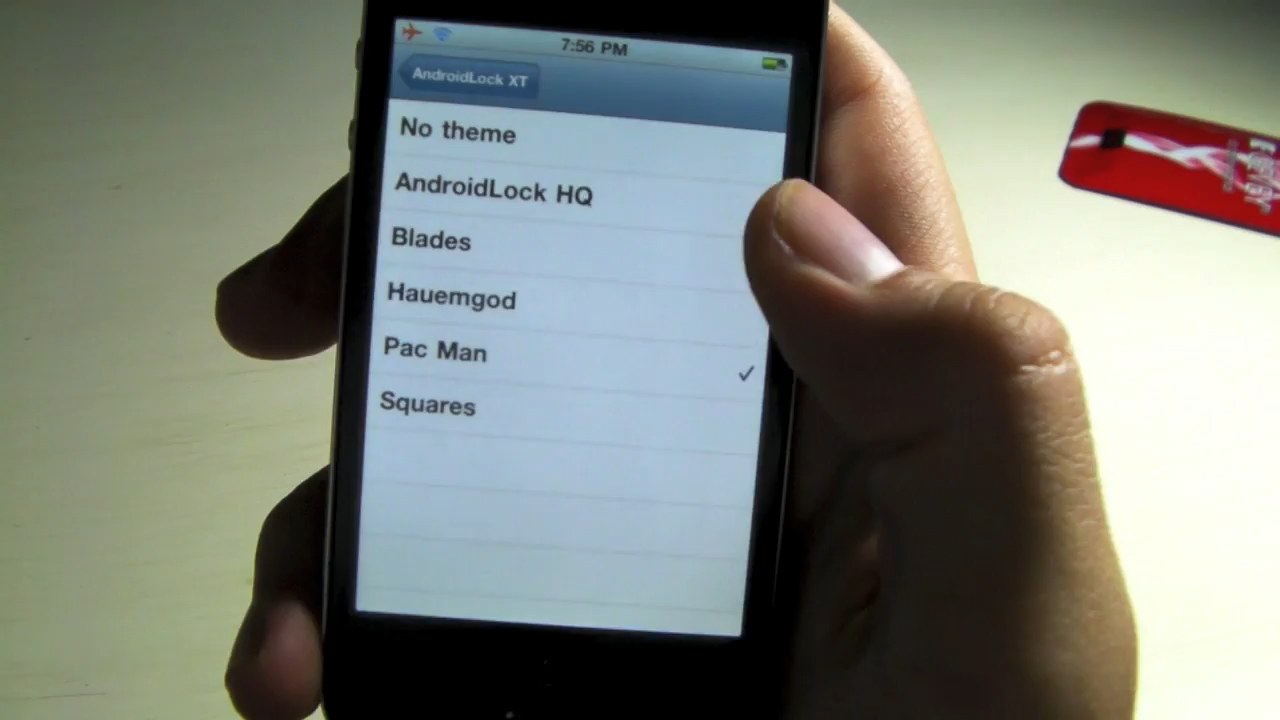 7:56 PM
AndroidLock XT
No theme
AndroidLock HQ
Blades
Hauemgod
Pac Man
Squares